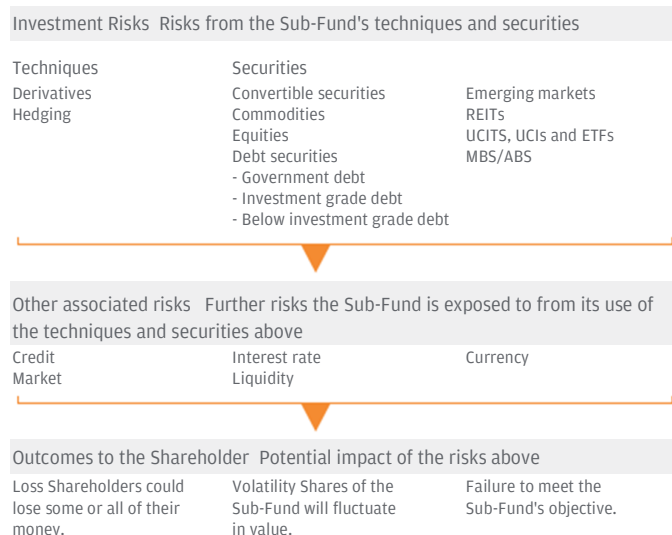 Investment Risks Risks from the Sub-Fund's techniques and securities
Techniques
Derivatives
Hedging
Securities
Convertible securities
Commodities
Equities
Debt securities
- Government debt
- Investment grade debt
- Below investment grade debt
Emerging markets
REITs
UCITS, UCIs and ETFs
MBS/ABS
Other associated risks Further risks the Sub-Fund is exposed to from its use of
the techniques and securities above
Credit
Market
Interest rate
Liquidity
Currency
Outcomes to the Shareholder Potential impact of the risks above
Loss Shareholders could
lose some or all of their
money.
Volatility Shares of the
Sub-Fund will fluctuate
in value.
Failure to meet the
Sub-Fund's objective.